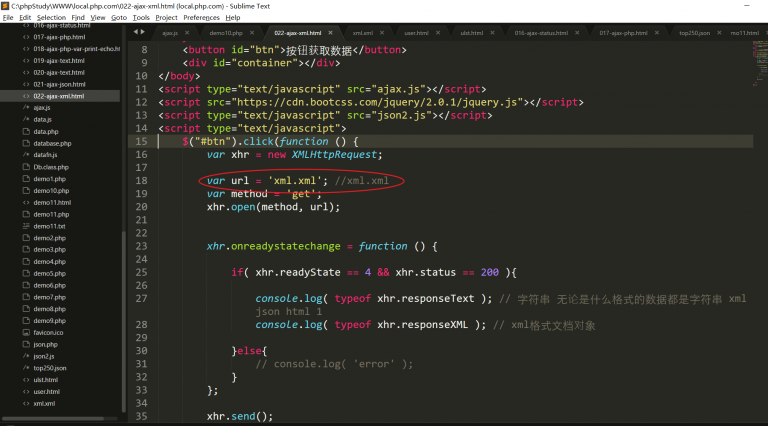 C:\phpStudy\WWW\local.php.com\022-ajax-xml.html (local.php.com) - Sublime Text
File Edit Selection Find View Goto Tools Project Preferences Help
016-ajax-status.html
017-ajax-php.html
018-ajax-php-var-print-echo.ht
019-ajax-text.html
020-ajax-text.html
021-ajax-json.html
022-ajax-xml.html
ajax.js
data.js
data.php
database.php
datafn.js
Db.class.php
demo1.php
demo10.php
demo11.html
demo11.php
demo11.txt
demo2.php
demo3.php
demo4.php
demo5.php
demo6.php
demo7.php
demo8.php
demo9.php
favicon.ico
json.php
json2.js
top250.json
ulst.html
user.html
xml.xml
ajax.js demo10.php 022-ajax-xml.html xml.xml user.html ulst.html 016-ajax-status.html 017-ajax-php.html top250.json mo11.html
8 <button id="btn">按钮获取数据</button>
9 <div id="container"></div>
10 </body>
11 <script type="text/javascript" src="ajax.js"></script>
12 <script src="https://cdn.bootcss.com/jquery/2.0.1/jquery.js"></script>
13 <script type="text/javascript" src="json2.js"></script>
14 <script type="text/javascript">
15 $("#btn").click(function () {
16 var xhr = new XMLHttpRequest;
17
18 var url = 'xml.xml'; //xml.xml
19 var method = 'get';
20 xhr.open(method, url);
21
22
23 xhr.onreadystatechange = function () {
24
25 if( xhr.readyState == 4 && xhr.status == 200 ){
26
27 console.log( typeof xhr.responseText ); // 字符串 无论是什么格式的数据都是字符串 xml
json html 1
28 console.log( typeof xhr.responseXML ); // xml格式文档对象
29
30 }else{
31 // console.log( 'error' );
32 }
33 };
34
35 xhr.send();